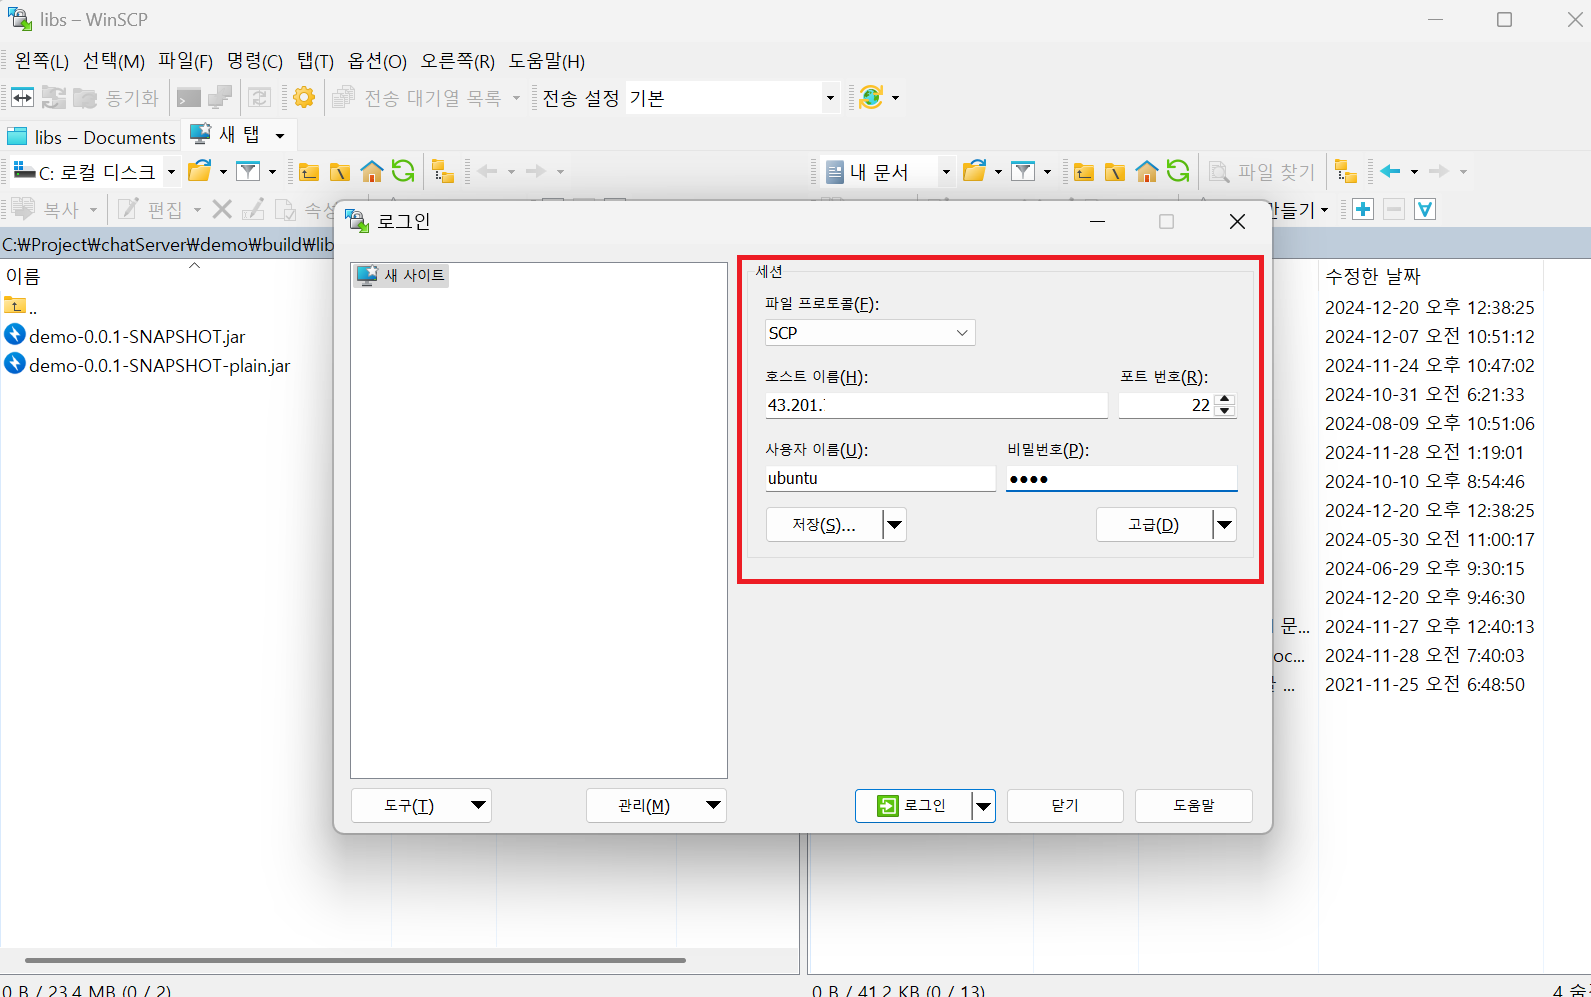 libs – WinSCP
왼쪽(L) 선택(M) 파일(F) 명령(C) 탭(T) 옵션(O) 오른쪽(R) 도움말(H)
동기화 전송 대기열 목록 전송 설정 기본
libs – Documents 새 탭
C: 로컬 디스크 내 문서 파일 찾기
복사 편집 속성 만들기
C:₩Project₩chatServer₩demo₩build₩lib
이름
..
demo-0.0.1-SNAPSHOT.jar
demo-0.0.1-SNAPSHOT-plain.jar
로그인
새 사이트
세션
파일 프로토콜(F):
SCP
호스트 이름(H): 포트 번호(R):
43.201. 22
사용자 이름(U): 비밀번호(P):
ubuntu ●●●●
저장(S)... 고급(D)
도구(T) 관리(M) 로그인 닫기 도움말
수정한 날짜
2024-12-20 오후 12:38:25
2024-12-07 오전 10:51:12
2024-11-24 오후 10:47:02
2024-10-31 오전 6:21:33
2024-08-09 오후 10:51:06
2024-11-28 오전 1:19:01
2024-10-10 오후 8:54:46
2024-12-20 오후 12:38:25
2024-05-30 오전 11:00:17
2024-06-29 오후 9:30:15
2024-12-20 오후 9:46:30
문... 2024-11-27 오후 12:40:13
oc... 2024-11-28 오전 7:40:03
... 2021-11-25 오전 6:48:50
0 B / 23.4 MB (0 / 2) 0 B / 41.2 KB (0 / 13) 4 숨